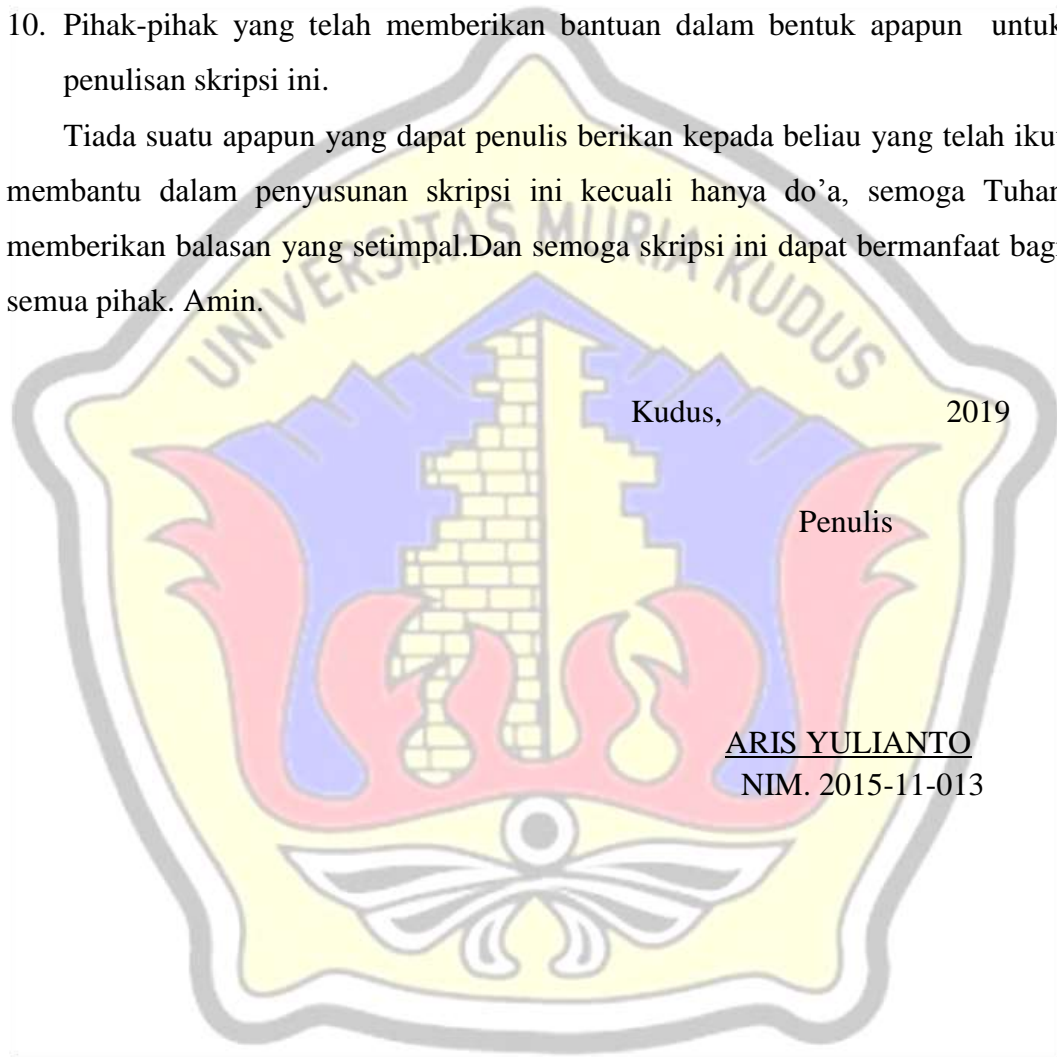 10. Pihak-pihak yang telah memberikan bantuan dalam bentuk apapun untuk
penulisan skripsi ini.
Tiada suatu apapun yang dapat penulis berikan kepada beliau yang telah ikut
membantu dalam penyusunan skripsi ini kecuali hanya do’a, semoga Tuhan
memberikan balasan yang setimpal.Dan semoga skripsi ini dapat bermanfaat bagi
semua pihak. Amin.
UNIVERSITAS MURIA KUDUS
Kudus, 2019
Penulis
ARIS YULIANTO
NIM. 2015-11-013